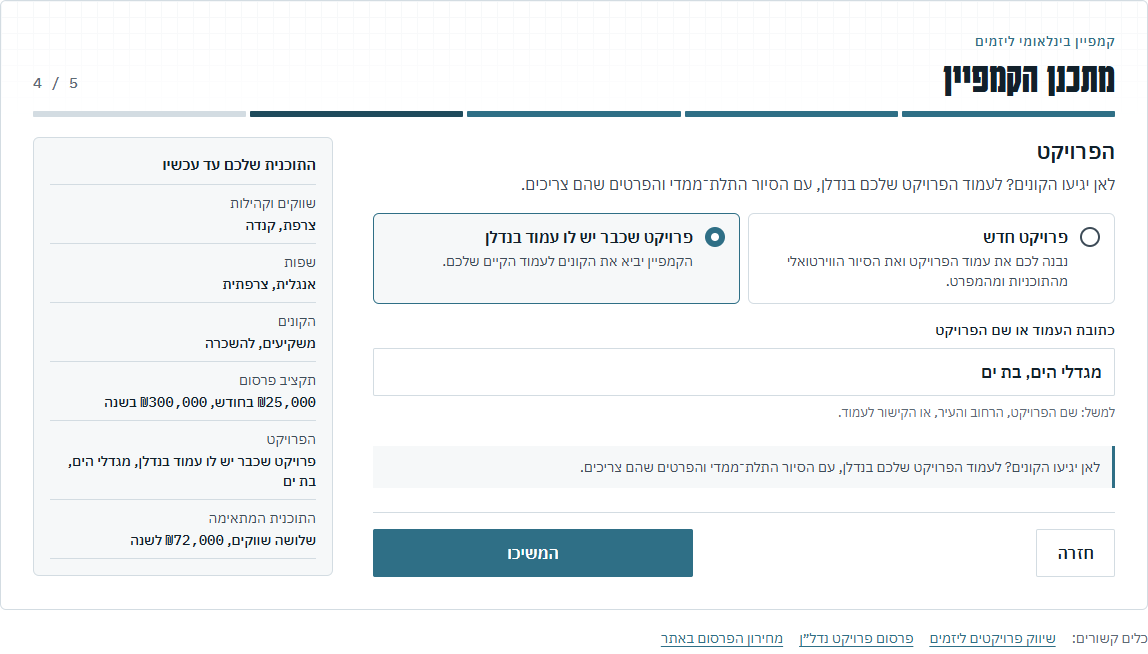 קמפיין בינלאומי ליזמים
מתכנן הקמפיין
4 / 5
הפרויקט
לאן יגיעו הקונים? לעמוד הפרויקט שלכם בנדלן, עם הסיור התלת־ממדי והפרטים שהם צריכים.
פרויקט חדש
נבנה לכם את עמוד הפרויקט ואת הסיור הווירטואלי
מהתוכניות ומהמפרט.
פרויקט שכבר יש לו עמוד בנדלן
הקמפיין יביא את הקונים לעמוד הקיים שלכם.
כתובת העמוד או שם הפרויקט
מגדלי הים, בת ים
למשל: שם הפרויקט, הרחוב והעיר, או הקישור לעמוד.
לאן יגיעו הקונים? לעמוד הפרויקט שלכם בנדלן, עם הסיור התלת־ממדי והפרטים שהם צריכים.
חזרה
המשיכו
התוכנית שלכם עד עכשיו
שווקים וקהילות
צרפת, קנדה
שפות
אנגלית, צרפתית
הקונים
משקיעים, להשכרה
תקציב פרסום
₪25,000 בחודש, ₪300,000 בשנה
הפרויקט
פרויקט שכבר יש לו עמוד בנדלן, מגדלי הים,
בת ים
התוכנית המתאימה
שלושה שווקים, ₪72,000 לשנה
כלים קשורים: שיווק פרויקטים ליזמים פרסום פרויקט נדל״ן מחירון הפרסום באתר